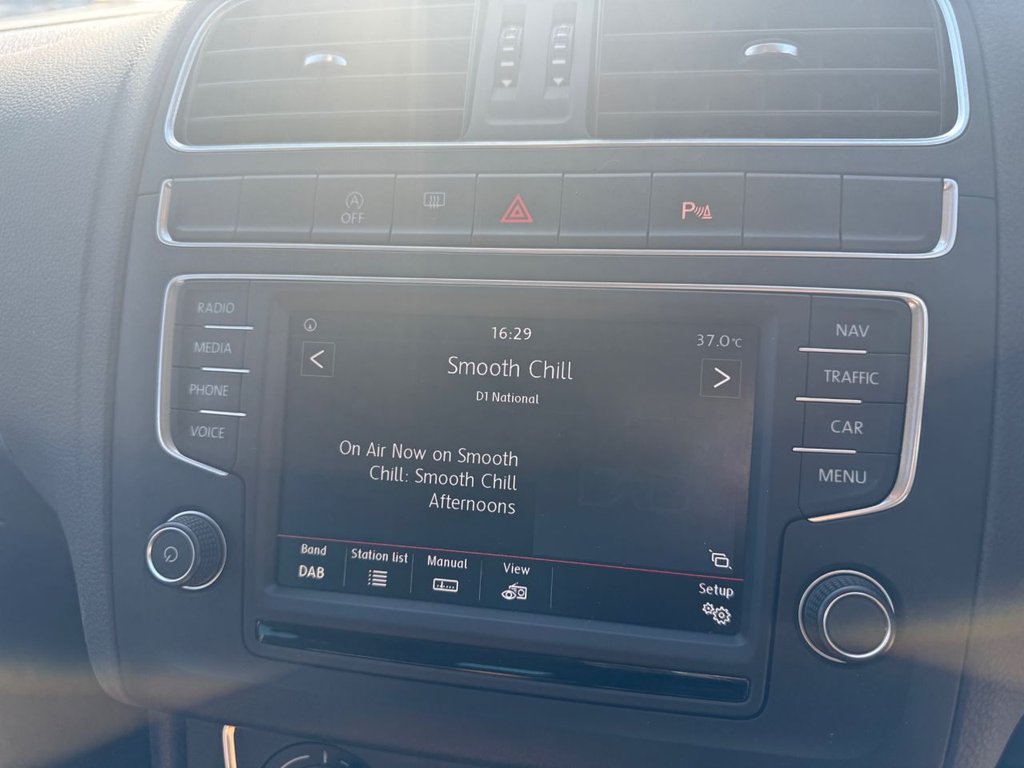 A
OFF
P
RADIO
MEDIA
PHONE
VOICE
16:29
37.0°C
<
Smooth Chill
>
D1 National
On Air Now on Smooth
Chill: Smooth Chill
Afternoons
Band
DAB
Station list
Manual
View
Setup
NAV
TRAFFIC
CAR
MENU